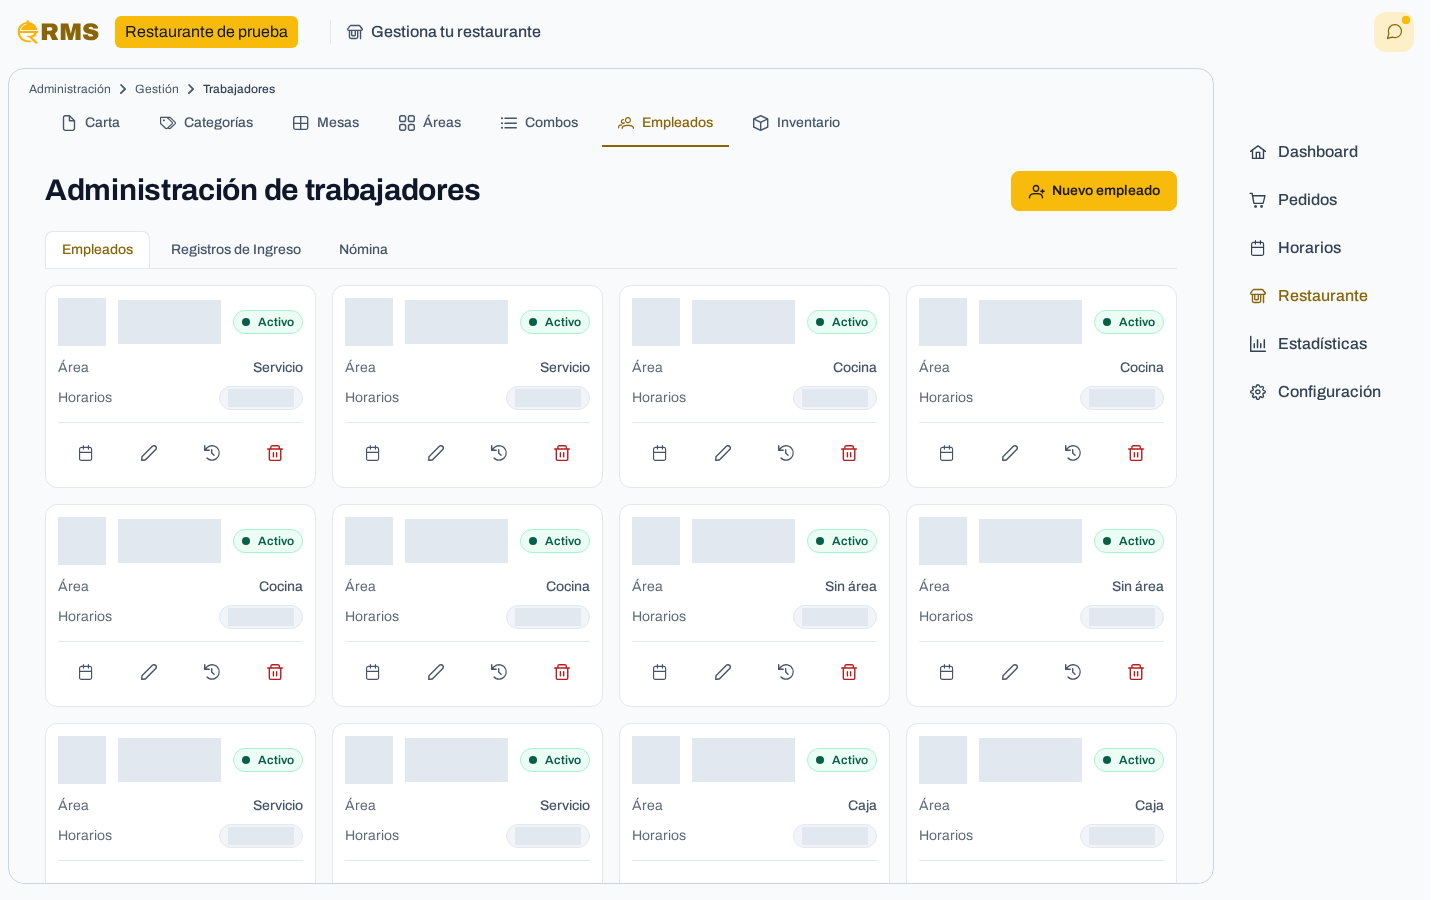 RMS
Restaurante de prueba
Gestiona tu restaurante
Administración
Gestión
Trabajadores
Carta
Categorías
Mesas
Áreas
Combos
Empleados
Inventario
Administración de trabajadores
Nuevo empleado
Empleados
Registros de Ingreso
Nómina
Activo
Área
Servicio
Horarios
Activo
Área
Servicio
Horarios
Activo
Área
Cocina
Horarios
Activo
Área
Cocina
Horarios
Activo
Área
Cocina
Horarios
Activo
Área
Cocina
Horarios
Activo
Área
Sin área
Horarios
Activo
Área
Sin área
Horarios
Activo
Área
Servicio
Horarios
Activo
Área
Servicio
Horarios
Activo
Área
Caja
Horarios
Activo
Área
Caja
Horarios
Dashboard
Pedidos
Horarios
Restaurante
Estadísticas
Configuración